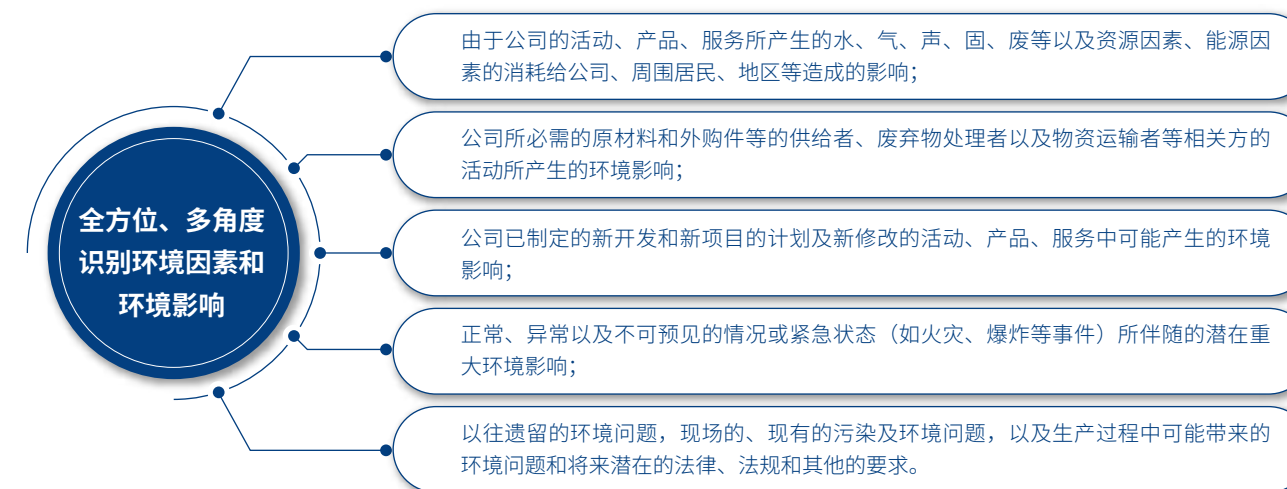 全方位、多角度
识别环境因素和
环境影响
由于公司的活动、产品、服务所产生的水、气、声、固、废等以及资源因素、能源因
素的消耗给公司、周围居民、地区等造成的影响；
公司所必需的原材料和外购件等的供给者、废弃物处理者以及物资运输者等相关方的
活动所产生的环境影响；
公司已制定的新开发和新项目的计划及新修改的活动、产品、服务中可能产生的环境
影响；
正常、异常以及不可预见的情况或紧急状态（如火灾、爆炸等事件）所伴随的潜在重
大环境影响；
以往遗留的环境问题，现场的、现有的污染及环境问题，以及生产过程中可能带来的
环境问题和将来潜在的法律、法规和其他的要求。